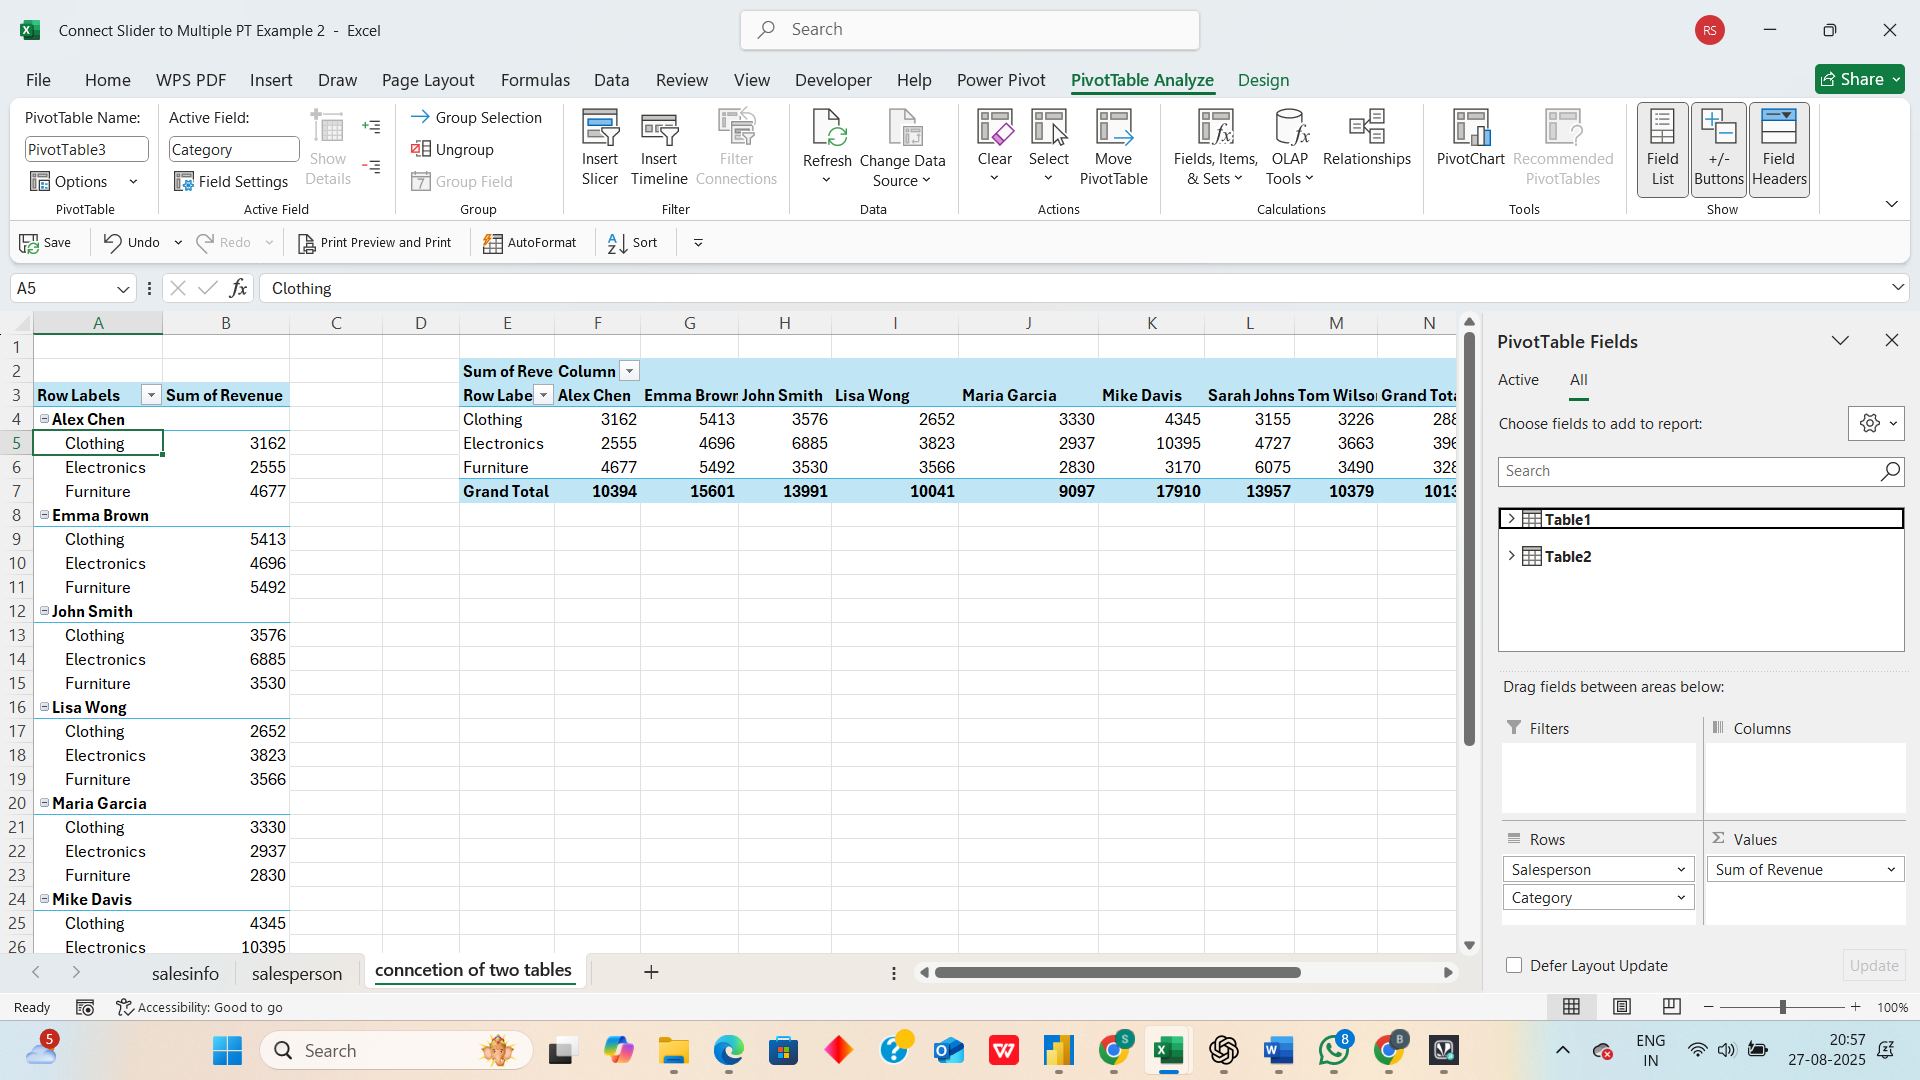 Connect Slider to Multiple PT Example 2 - Excel
Search
RS
File Home WPS PDF Insert Draw Page Layout Formulas Data Review View Developer Help Power Pivot PivotTable Analyze Design
Share
PivotTable Name:
PivotTable3
Options
PivotTable
Active Field:
Category
Field Settings
Show Details
Active Field
Group Selection
Ungroup
Group Field
Group
Insert Slicer
Insert Timeline
Filter Connections
Filter
Refresh
Change Data Source
Data
Clear
Select
Move PivotTable
Actions
Fields, Items, & Sets
OLAP Tools
Relationships
Calculations
PivotChart
Recommended PivotTables
Tools
Field List
+/- Buttons
Field Headers
Show
Save Undo Redo Print Preview and Print AutoFormat Sort
A5
fx
Clothing
A B C D E F G H I J K L M N
1
2 Sum of Reve Column
3 Row Labels Sum of Revenue Row Labe Alex Chen Emma Brown John Smith Lisa Wong Maria Garcia Mike Davis Sarah Johns Tom Wilso Grand Tota
4 Alex Chen Clothing 3162 5413 3576 2652 3330 4345 3155 3226 288
5 Clothing 3162 Electronics 2555 4696 6885 3823 2937 10395 4727 3663 396
6 Electronics 2555 Furniture 4677 5492 3530 3566 2830 3170 6075 3490 328
7 Furniture 4677 Grand Total 10394 15601 13991 10041 9097 17910 13957 10379 1013
8 Emma Brown
9 Clothing 5413
10 Electronics 4696
11 Furniture 5492
12 John Smith
13 Clothing 3576
14 Electronics 6885
15 Furniture 3530
16 Lisa Wong
17 Clothing 2652
18 Electronics 3823
19 Furniture 3566
20 Maria Garcia
21 Clothing 3330
22 Electronics 2937
23 Furniture 2830
24 Mike Davis
25 Clothing 4345
26 Electronics 10395
PivotTable Fields
Active All
Choose fields to add to report:
Search
Table1
Table2
Drag fields between areas below:
Filters
Columns
Rows
Salesperson
Category
Σ Values
Sum of Revenue
Defer Layout Update
Update
salesinfo salesperson conncetion of two tables
Ready
Accessibility: Good to go
100%
5
Search
S
8
B
ENG
IN
20:57
27-08-2025